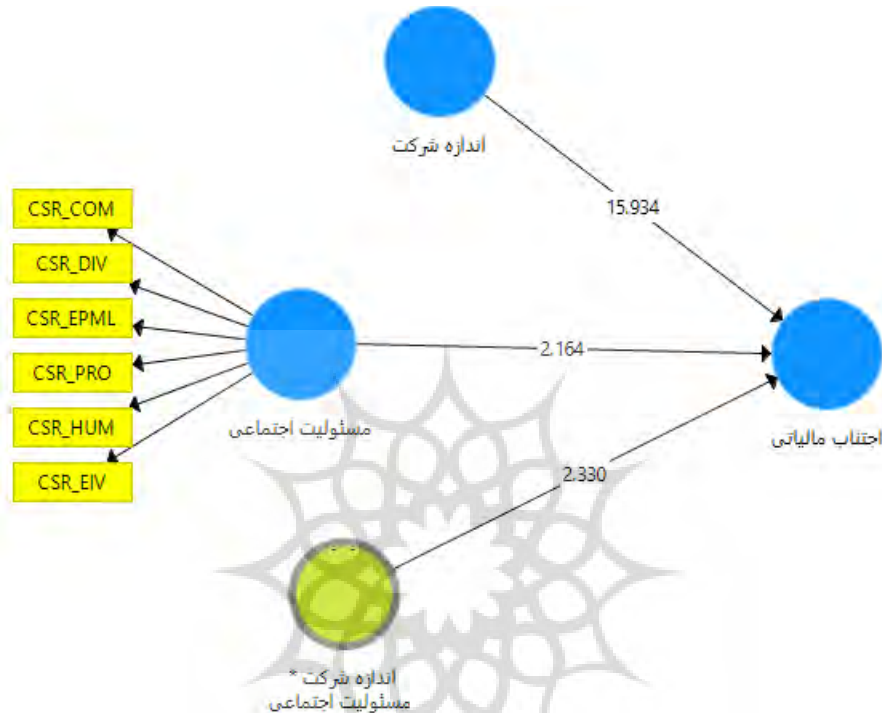 اندازه شرکت
15.934
CSR_COM
CSR_DIV
CSR_EPML
CSR_PRO
CSR_HUM
CSR_EIV
مسئولیت اجتماعی
2.164
اجتناب مالیاتی
2.330
اندازه شرکت *
مسئولیت اجتماعی